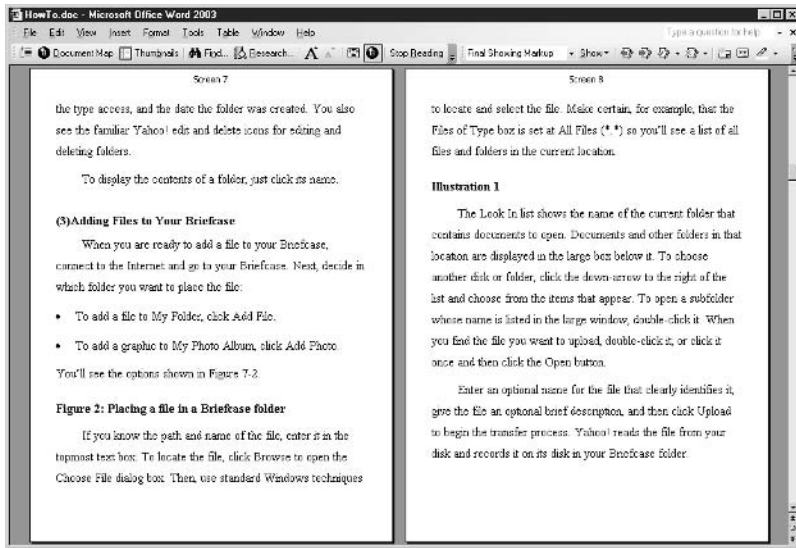 HowTo.doc - Microsoft Office Word 2003
File Edit View Insert Format Tools Table Window Help
Type a question for help
Document Map Thumbnails Find... Research... Stop Reading Final Showing Markup Show
Screen 7
the type access, and the date the folder was created. You also
see the familiar Yahoo! edit and delete icons for editing and
deleting folders.
To display the contents of a folder, just click its name.
(3)Adding Files to Your Briefcase
When you are ready to add a file to your Briefcase,
connect to the Internet and go to your Briefcase. Next, decide in
which folder you want to place the file:
• To add a file to My Folder, click Add File.
• To add a graphic to My Photo Album, click Add Photo.
You'll see the options shown in Figure 7-2.
Figure 2: Placing a file in a Briefcase folder
If you know the path and name of the file, enter it in the
topmost text box. To locate the file, click Browse to open the
Choose File dialog box. Then, use standard Windows techniques
Screen 8
to locate and select the file. Make certain, for example, that the
Files of Type box is set at All Files (*.*) so you'll see a list of all
files and folders in the current location.
Illustration 1
The Look In list shows the name of the current folder that
contains documents to open. Documents and other folders in that
location are displayed in the large box below it. To choose
another disk or folder, click the down-arrow to the right of the
list and choose from the items that appear. To open a subfolder
whose name is listed in the large window, double-click it. When
you find the file you want to upload, double-click it, or click it
once and then click the Open button.
Enter an optional name for the file that clearly identifies it,
give the file an optional brief description, and then click Upload
to begin the transfer process. Yahoo! reads the file from your
disk and records it on its disk in your Briefcase folder.